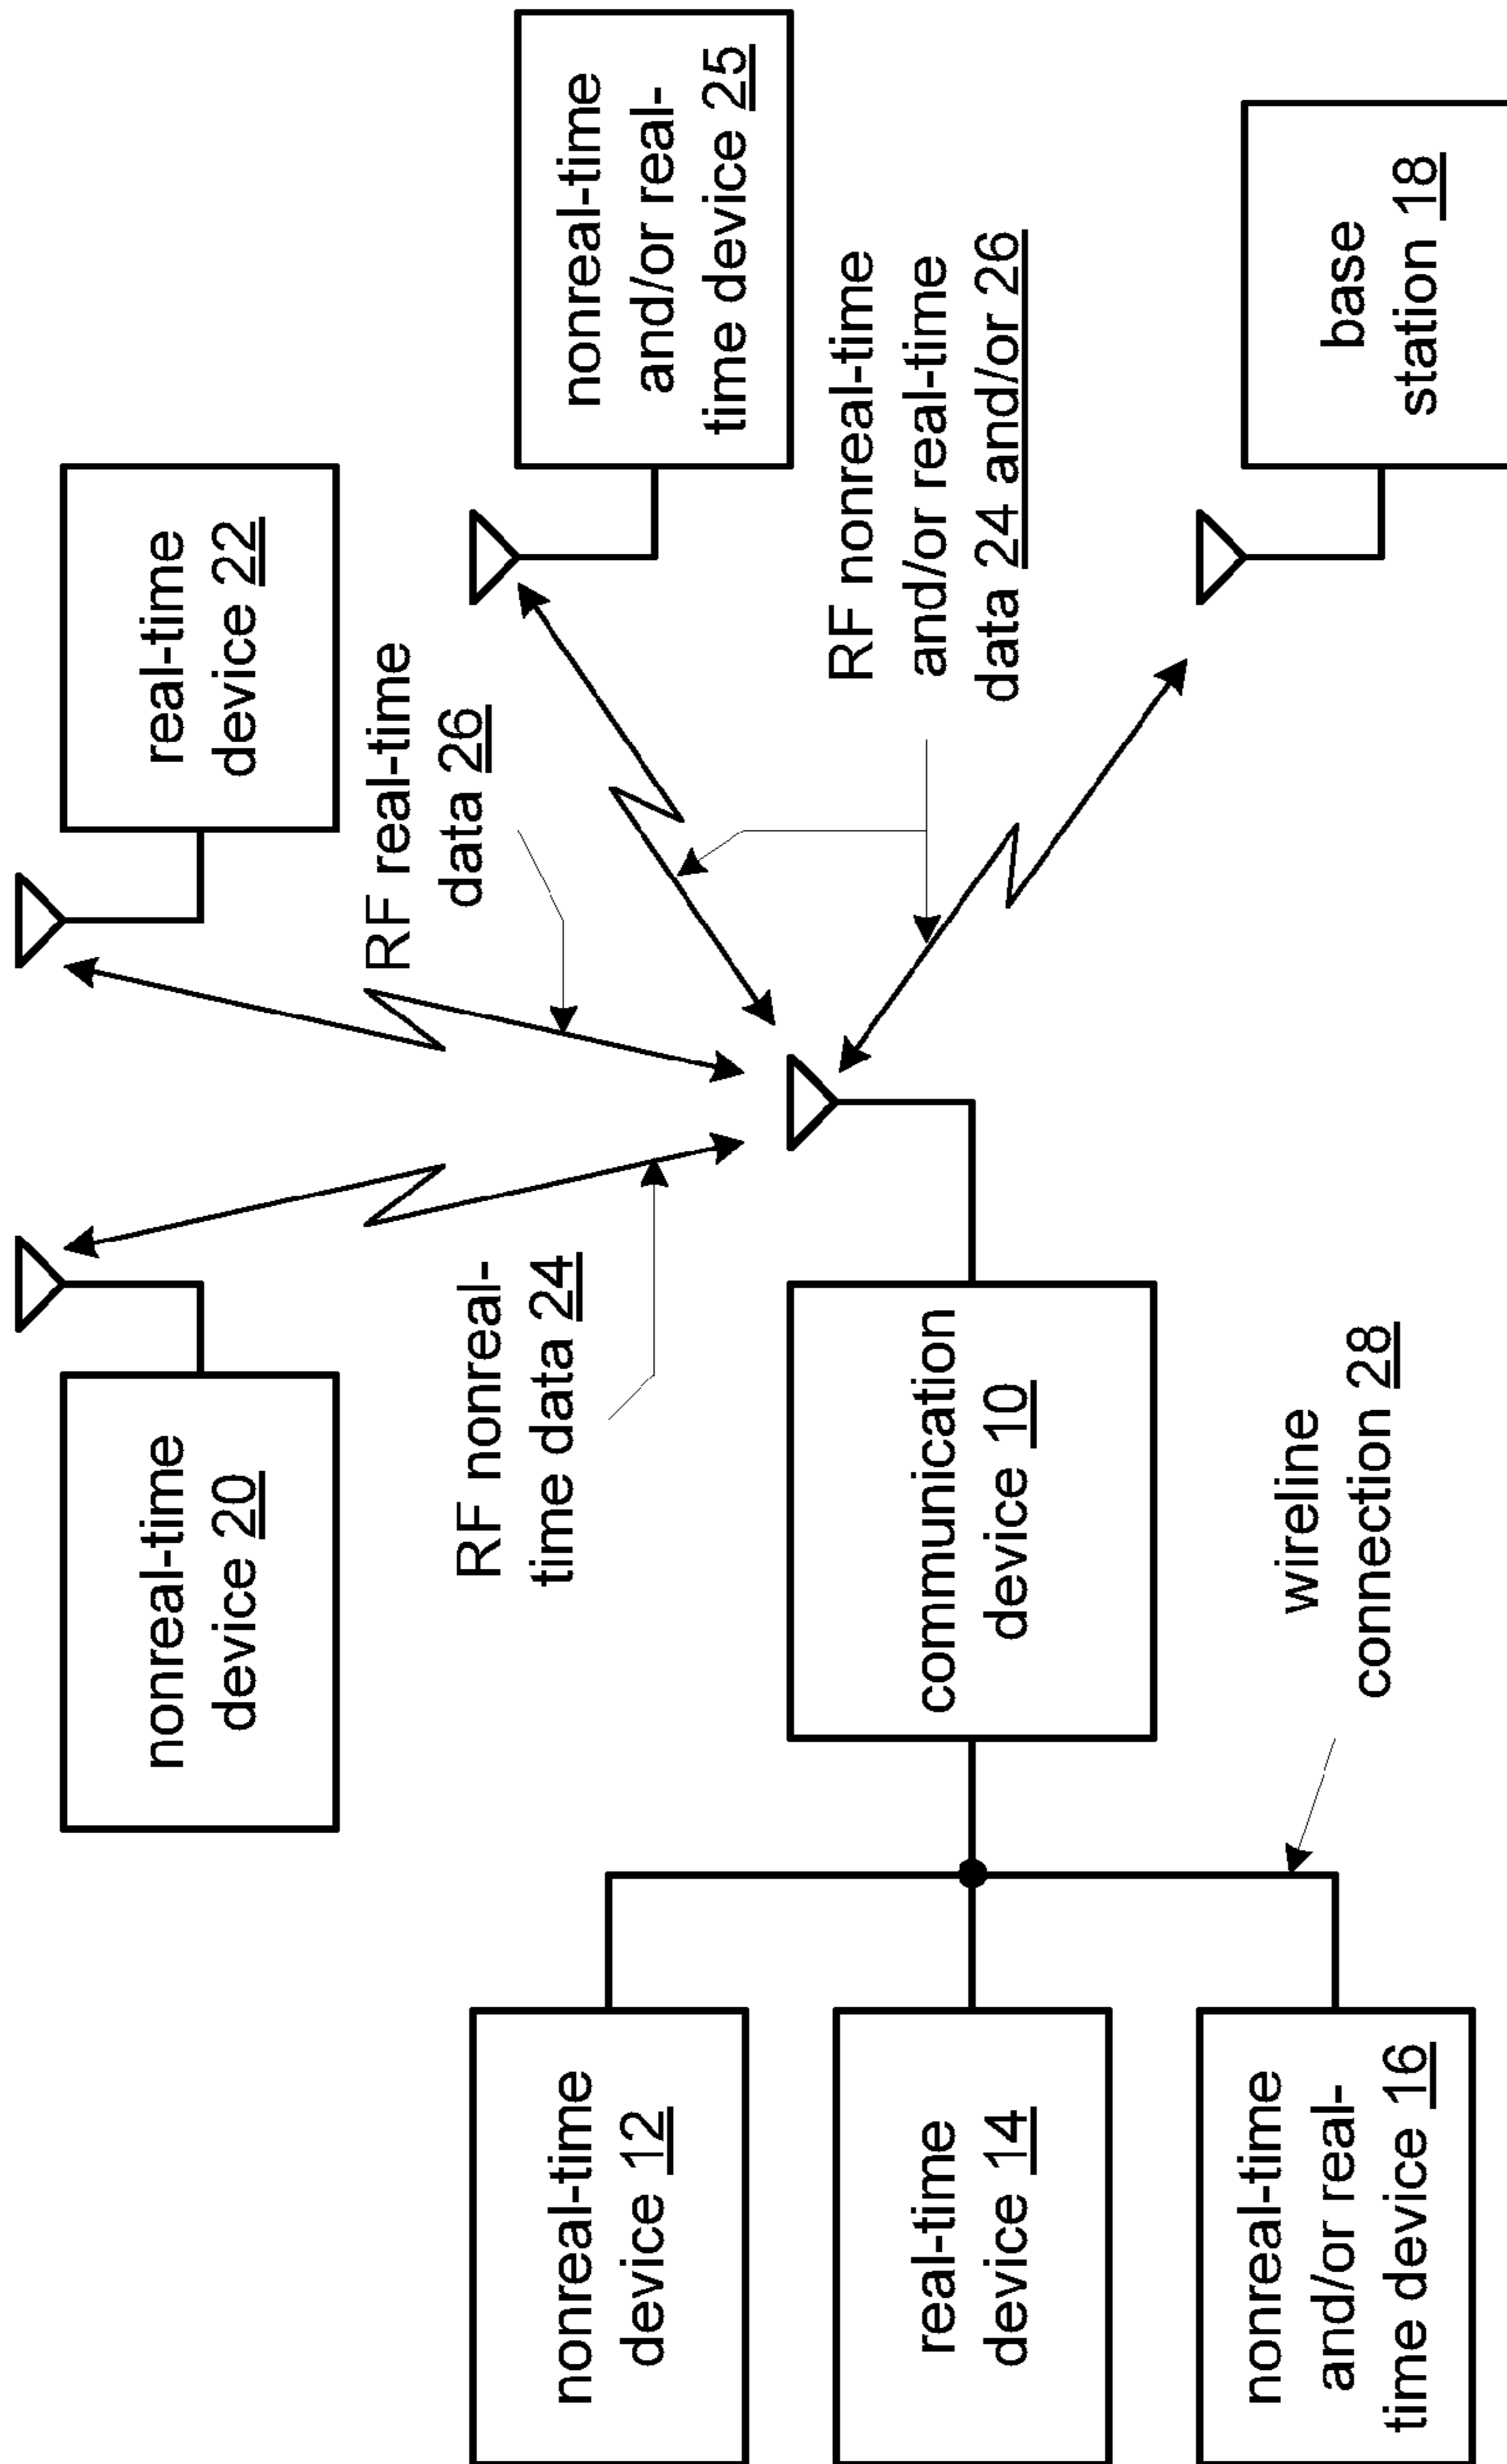 nonreal-time
device 20
real-time
device 22
RF real-time
data 26
RF nonreal-
time data 24
nonreal-time
and/or real-
time device 25
nonreal-time
device 12
real-time
device 14
nonreal-time
and/or real-
time device 16
communication
device 10
RF nonreal-time
and/or real-time
data 24 and/or 26
wireline
connection 28
base
station 18